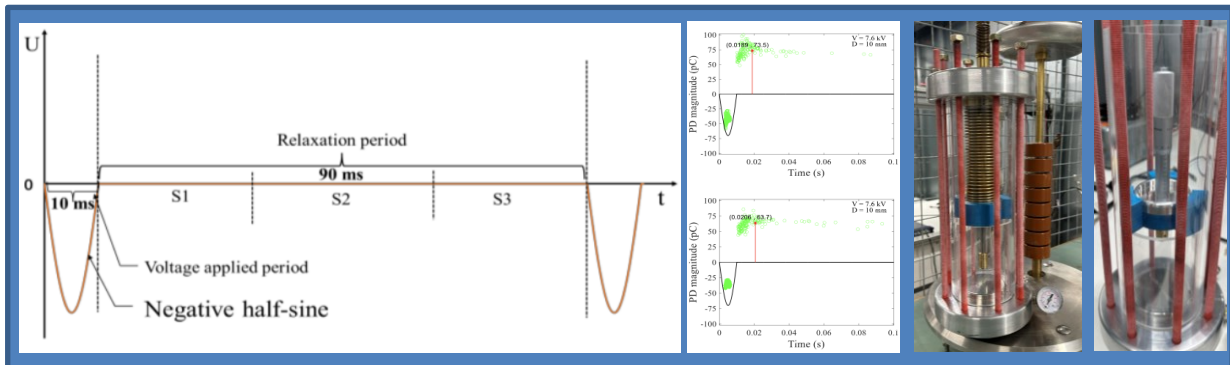 U
Relaxation period
90 ms
0
10 ms
S1
S2
S3
t
Voltage applied period
Negative half-sine
V = 7.6 kV
D = 10 mm
(0.0189 , 73.5)
PD magnitude (pC)
100
75
50
25
0
-25
-50
-75
-100
0
0.02
0.04
0.06
0.08
0.1
Time (s)
V = 7.6 kV
D = 10 mm
(0.0206 , 63.7)
PD magnitude (pC)
100
75
50
25
0
-25
-50
-75
-100
0
0.02
0.04
0.06
0.08
0.1
Time (s)